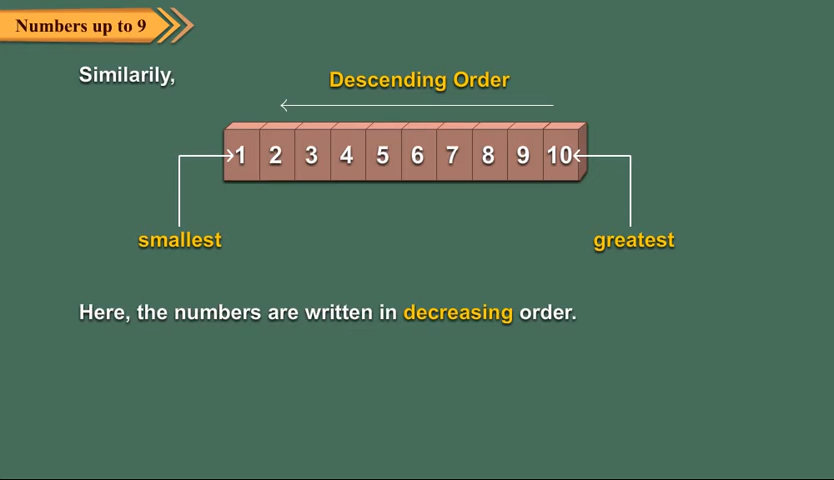 Numbers up to 9
Similarily,
Descending Order
1 2 3 4 5 6 7 8 9 10
smallest
greatest
Here, the numbers are written in decreasing order.